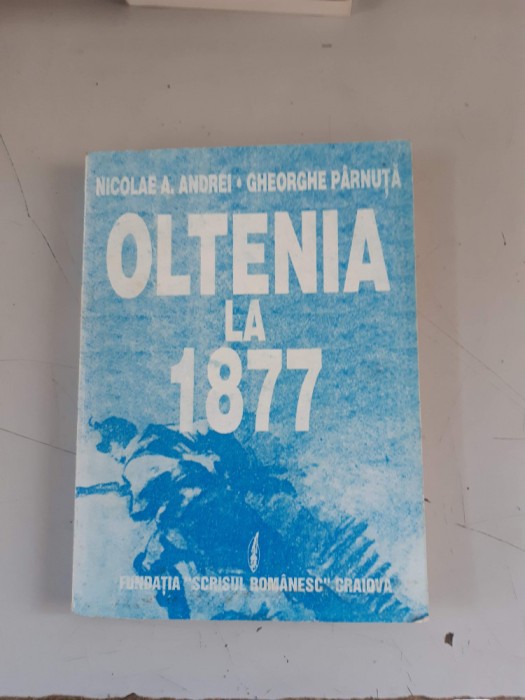 NICOLAE A. ANDREI • GHEORGHE PÂRNUȚĂ
OLTENIA
LA
1877
FUNDAȚIA "SCRISUL ROMÂNESC" CRAIOVA